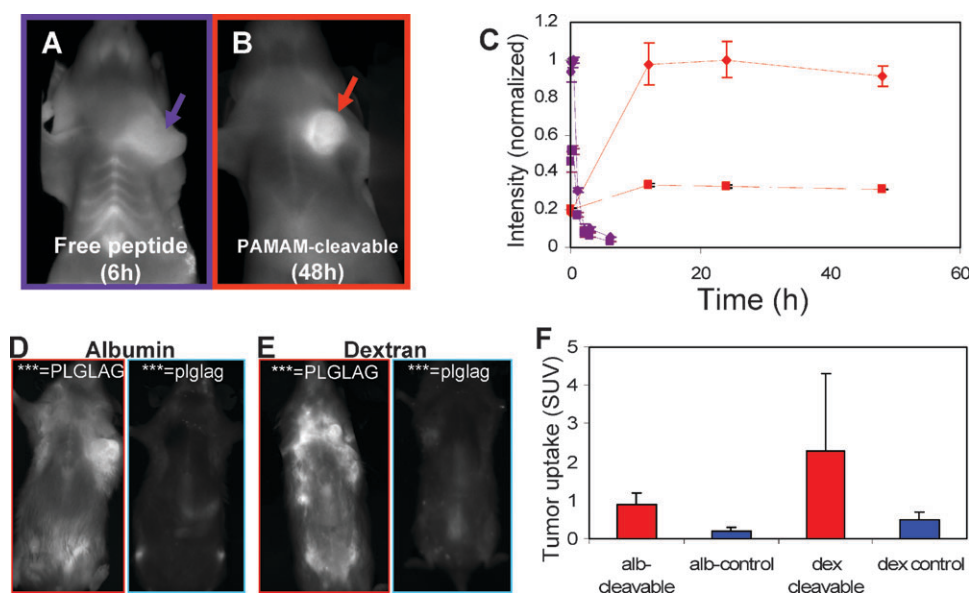 A
Free peptide
(6h)
B
PAMAM-cleavable
(48h)
C
Intensity (normalized)
1.2
1
0.8
0.6
0.4
0.2
0
0
20
40
60
Time (h)
D
Albumin
***=PLGLAG
***=plglag
E
Dextran
***=PLGLAG
***=plglag
F
Tumor uptake (SUV)
5
4
3
2
1
0
alb-
cleavable
alb-control
dex
cleavable
dex control